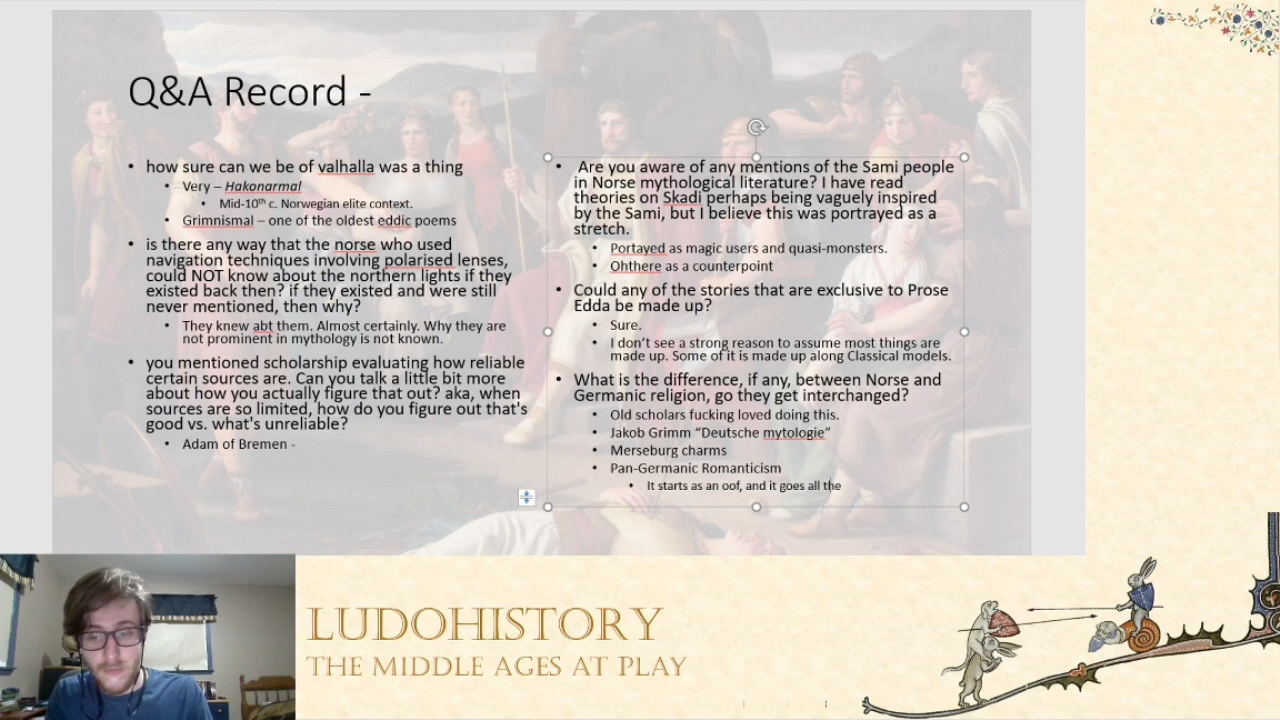 Q&A Record -
• how sure can we be of valhalla was a thing
• Very – Hakonarmal
• Mid-10th c. Norwegian elite context.
• Grimnismal – one of the oldest eddic poems
• is there any way that the norse who used
navigation techniques involving polarised lenses,
could NOT know about the northern lights if they
existed back then? if they existed and were still
never mentioned, then why?
• They knew abt them. Almost certainly. Why they are
not prominent in mythology is not known.
• you mentioned scholarship evaluating how reliable
certain sources are. Can you talk a little bit more
about how you actually figure that out? aka, when
sources are so limited, how do you figure out that's
good vs. what's unreliable?
• Adam of Bremen -
• Are you aware of any mentions of the Sami people
in Norse mythological literature? I have read
theories on Skadi perhaps being vaguely inspired
by the Sami, but I believe this was portrayed as a
stretch.
• Portayed as magic users and quasi-monsters.
• Ohthere as a counterpoint
• Could any of the stories that are exclusive to Prose
Edda be made up?
• Sure.
• I don't see a strong reason to assume most things are
made up. Some of it is made up along Classical models.
• What is the difference, if any, between Norse and
Germanic religion, go they get interchanged?
• Old scholars fucking loved doing this.
• Jakob Grimm “Deutsche mytologie”
• Merseburg charms
• Pan-Germanic Romanticism
• It starts as an oof, and it goes all the
LUDOHISTORY
THE MIDDLE AGES AT PLAY